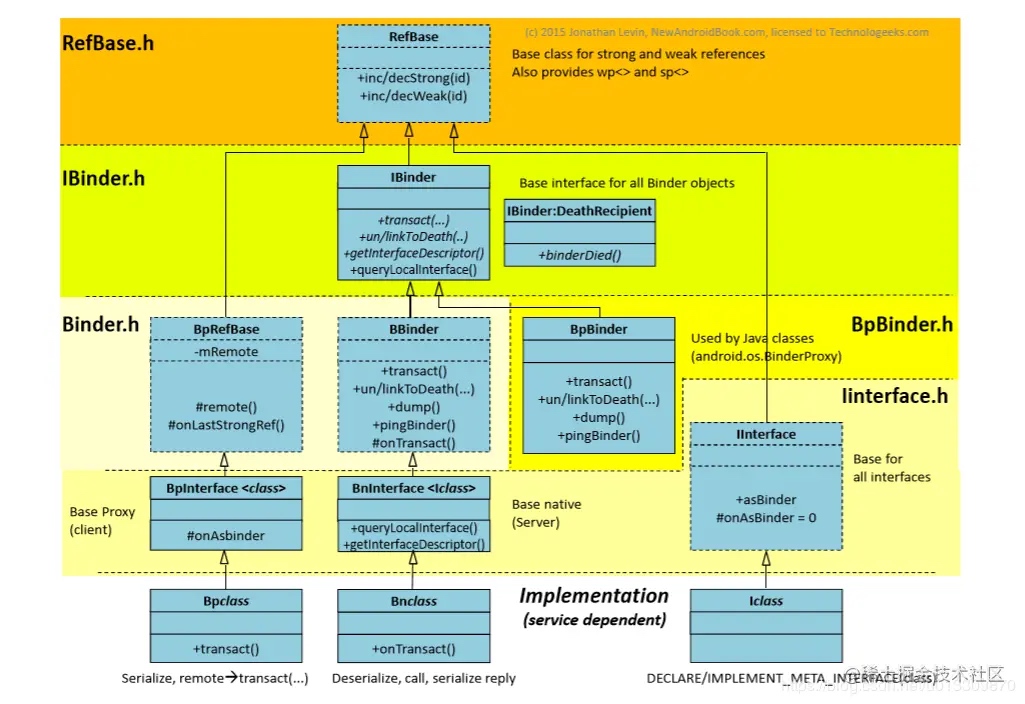 RefBase.h
RefBase
+inc/decStrong(id)
+inc/decWeak(id)
(c) 2015 Jonathan Levin, NewAndroidBook.com, licensed to Technologeeks.com
Base class for strong and weak references
Also provides wp<> and sp<>
IBinder.h
IBinder
+transact(...)
+un/linkToDeath(..)
+getInterfaceDescriptor()
+queryLocalInterface()
Base interface for all Binder objects
IBinder:DeathRecipient
+binderDied()
Binder.h
BpRefBase
-mRemote
#remote()
#onLastStrongRef()
BBinder
+transact()
+un/linkToDeath(...)
+dump()
+pingBinder()
#onTransact()
BpBinder
+transact()
+un/linkToDeath(...)
+dump()
+pingBinder()
BpBinder.h
Used by Java classes
(android.os.BinderProxy)
Iinterface.h
IInterface
+asBinder
#onAsBinder = 0
Base for
all interfaces
Base Proxy
(client)
BpInterface <class>
#onAsbinder
BnInterface <Iclass>
+queryLocalInterface()
+getInterfaceDescriptor()
Base native
(Server)
Implementation
(service dependent)
Bpclass
+transact()
Serialize, remote→transact(...)
Bnclass
+onTransact()
Deserialize, call, serialize reply
Iclass
DECLARE/IMPLEMENT_META_INTERFACE(class)
@稀土掘金技术社区